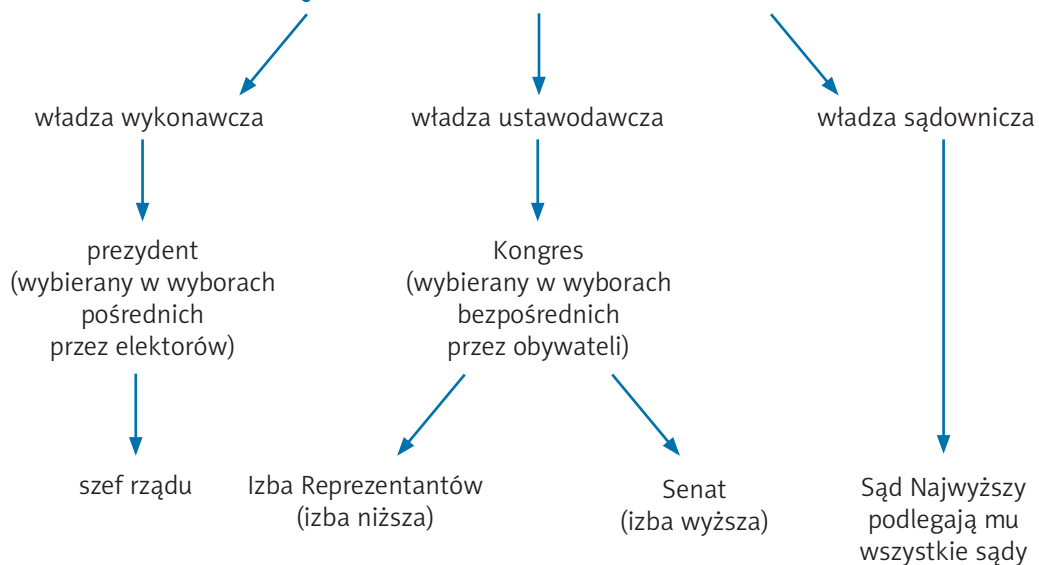 władza wykonawcza
władza ustawodawcza
władza sądownicza
prezydent
(wybierany w wyborach
pośrednich
przez elektorów)
Kongres
(wybierany w wyborach
bezpośrednich
przez obywateli)
szef rządu
Izba Reprezentantów
(izba niższa)
Senat
(izba wyższa)
Sąd Najwyższy
podlegają mu
wszystkie sądy